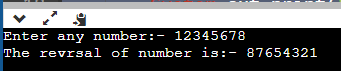 Enter any number:- 12345678
The revrsal of number is:- 87654321